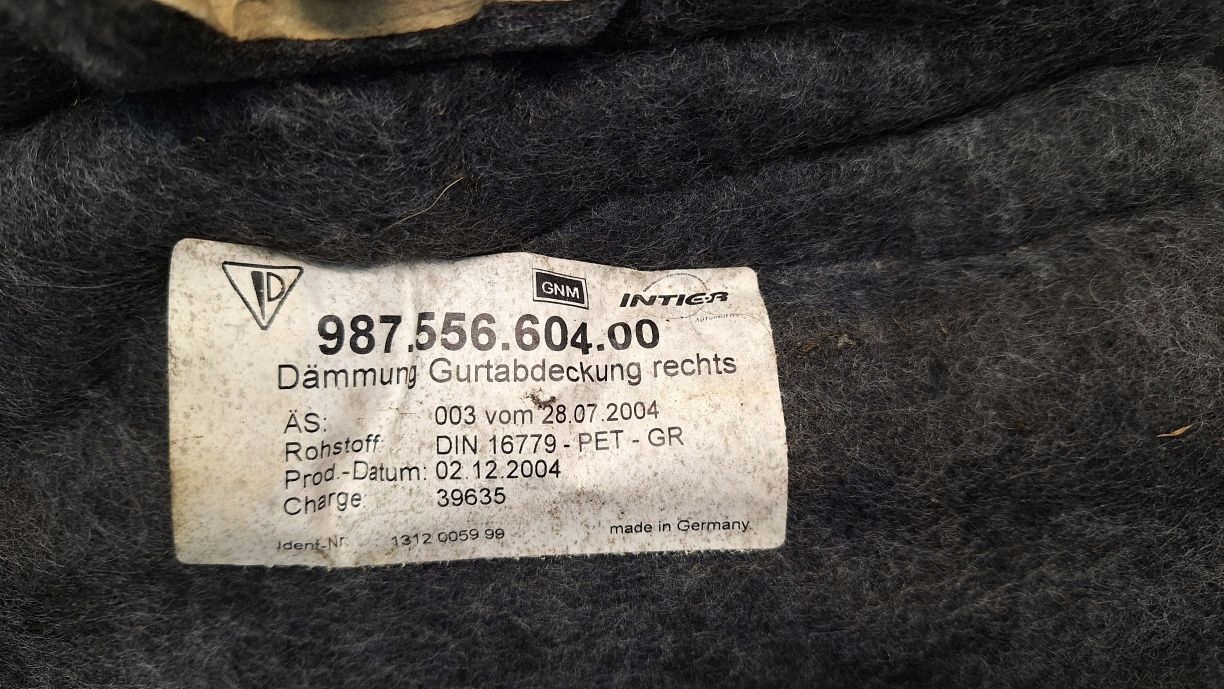 D
GNM
INTIER
Automotive
987.556.604.00
Dämmung Gurtabdeckung rechts
ÄS: 003 vom 28.07.2004
Rohstoff: DIN 16779 - PET - GR
Prod.-Datum: 02.12.2004
Charge: 39635
Ident-Nr. 1312 0059 99
made in Germany